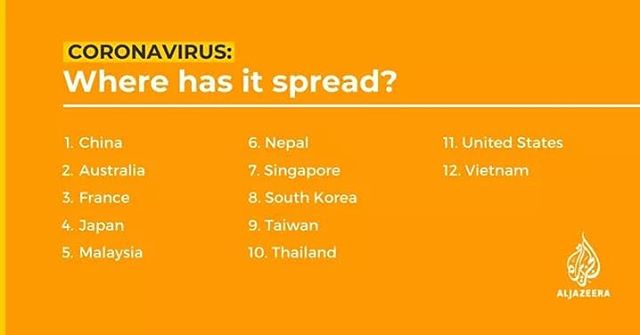 CORONAVIRUS:
Where has it spread?
1. China
2. Australia
3. France
4. Japan
5. Malaysia
6. Nepal
7. Singapore
8. South Korea
9. Taiwan
10. Thailand
11. United States
12. Vietnam
ALJAZEERA